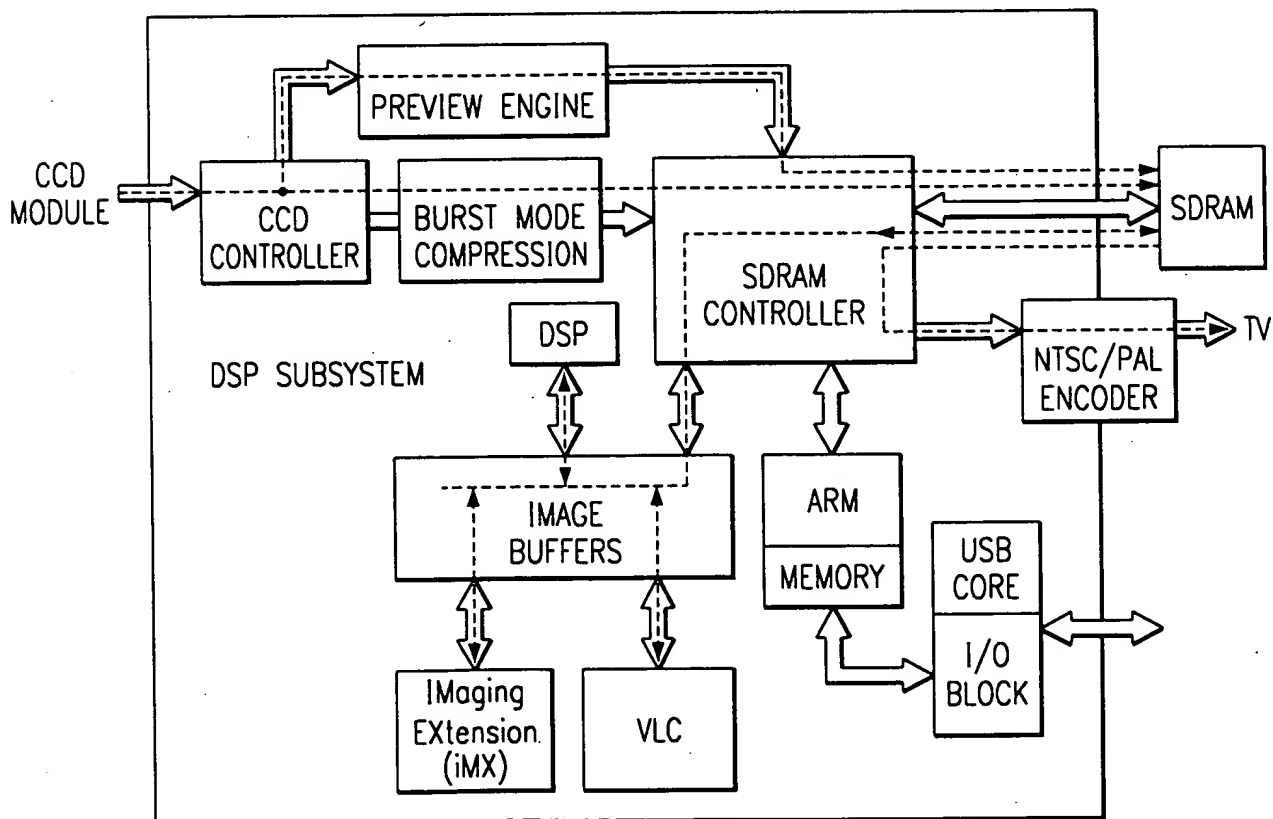 PREVIEW ENGINE
CCD
MODULE
CCD
CONTROLLER
BURST MODE
COMPRESSION
SDRAM
CONTROLLER
SDRAM
DSP
DSP SUBSYSTEM
NTSC/PAL
ENCODER
TV
IMAGE
BUFFERS
ARM
MEMORY
USB
CORE
I/O
BLOCK
IMaging
EXtension
(iMX)
VLC